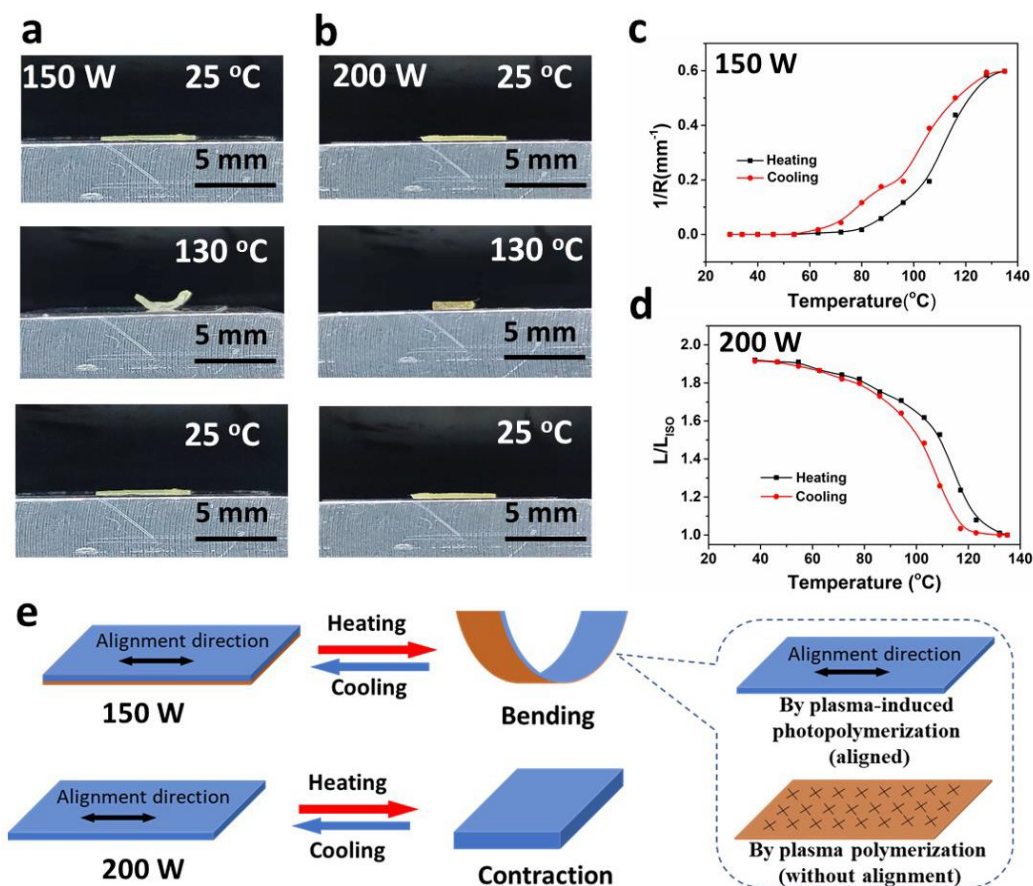 a
150 W 25 °C
5 mm
130 °C
5 mm
25 °C
5 mm
b
200 W 25 °C
5 mm
130 °C
5 mm
25 °C
5 mm
c
150 W
0.6
0.4
0.2
0.0
1/R(mm⁻¹)
Heating
Cooling
20 40 60 80 100 120 140
Temperature(°C)
d
200 W
2.0
1.8
1.6
1.4
1.2
1.0
L/L_ISO
Heating
Cooling
20 40 60 80 100 120 140
Temperature (°C)
e
Alignment direction
150 W
Heating
Cooling
Bending
Alignment direction
By plasma-induced
photopolymerization
(aligned)
Alignment direction
200 W
Heating
Cooling
Contraction
By plasma polymerization
(without alignment)